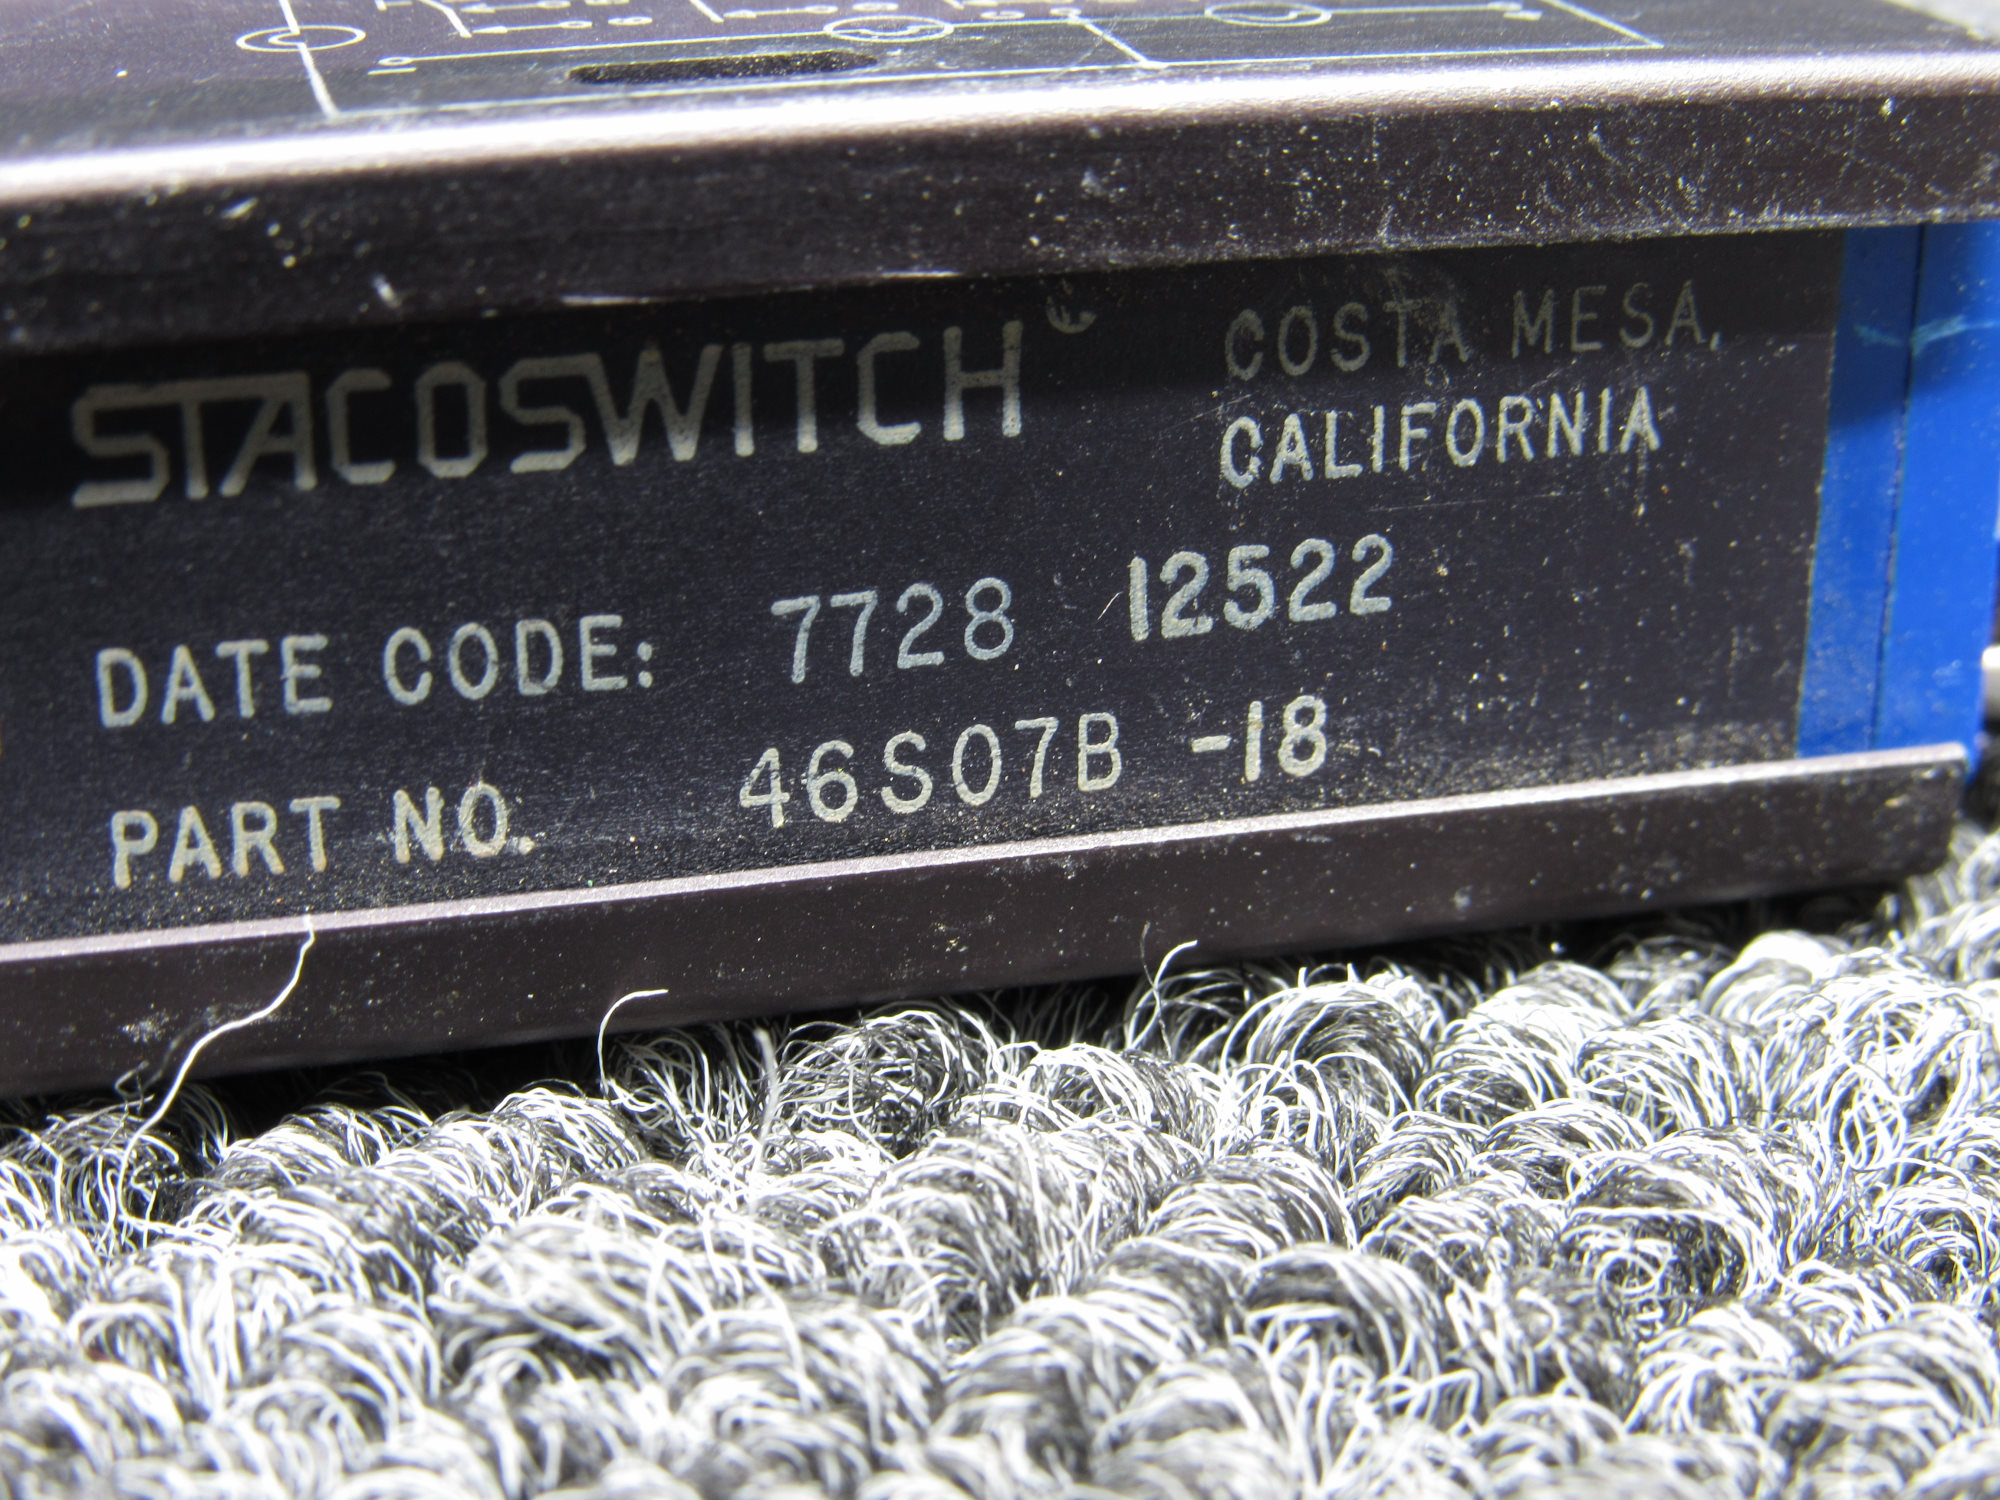 STACOSWITCH
COSTA MESA,
CALIFORNIA
DATE CODE: 7728 12522
PART NO. 46S07B -18